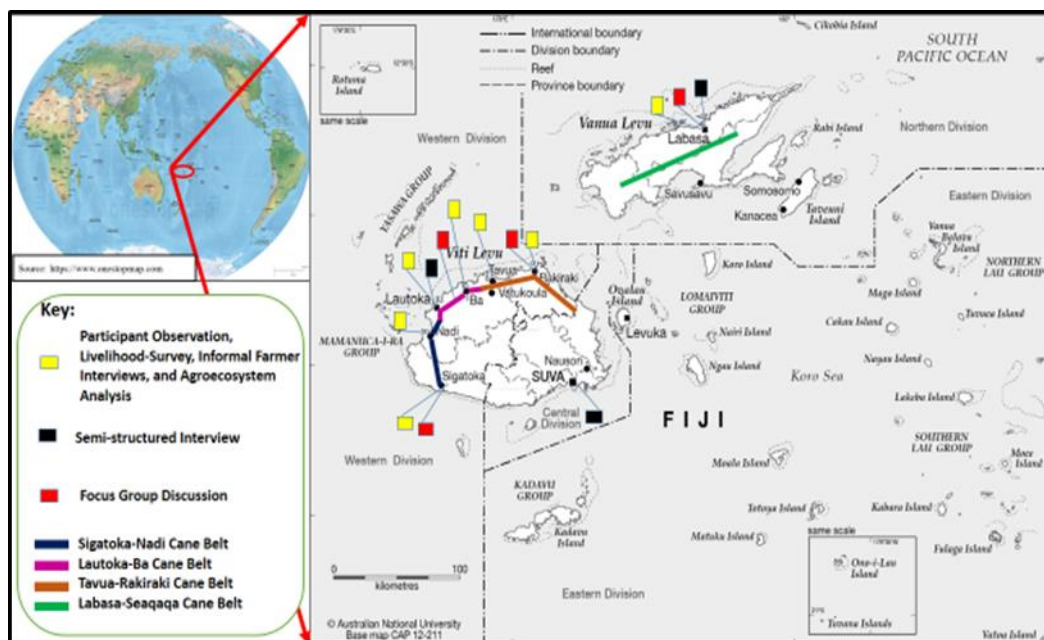 Source: https://www.onestopmap.com
Key:
Participant Observation,
Livelihood-Survey, Informal Farmer
Interviews, and Agroecosystem
Analysis
Semi-structured Interview
Focus Group Discussion
Sigatoka-Nadi Cane Belt
Lautoka-Ba Cane Belt
Tavua-Rakiraki Cane Belt
Labasa-Seaqaqa Cane Belt
International boundary
Division boundary
Reef
Province boundary
Rotuma
Island
same scale
Cikobia Island
SOUTH
PACIFIC OCEAN
Western Division
Northern Division
Eastern Division
Vanua Levu
Labasa
Rabi Island
Savusavu
Somosomo
Kanacea
Taveuni
Island
YASAWA GROUP
Viti Levu
Tavua
Rakiraki
Vatukoula
Ba
Lautoka
Nadi
MAMANUCA-I-RA
GROUP
Sigatoka
Nausori
SUVA
Central
Division
Western Division
Ovalau
Island
Levuka
Koro Island
LOMAIVITI
GROUP
Nairi Island
Ngau Island
Koro Sea
FIJI
Vanua
Balavu
Island
NORTHERN
LAU GROUP
Mago Island
Tuvuca Island
Cakau Island
Nayau Island
Lakeba Island
SOUTHERN
LAU GROUP
Moce
Island
Moala Island
Totoya Island
Kabara Island
Matuku Island
Fulaga Island
KADAVU
GROUP
Kadavu
Island
Eastern Division
same scale
Ono-i-Lau
Island
Tuvana Islands
Vatoa Island
0
100
kilometres
© Australian National University
Base map CAP 12-211